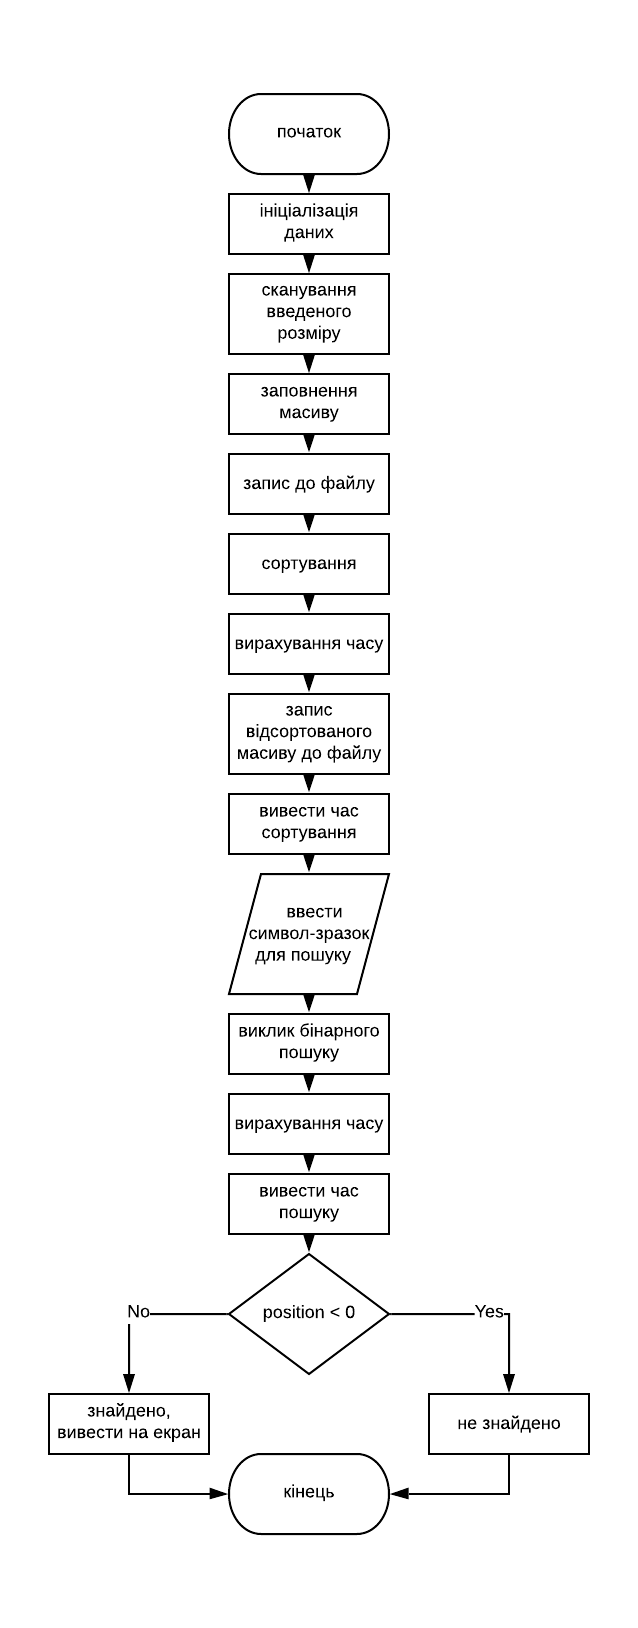 початок
ініціалізація
даних
сканування
введеного
розміру
заповнення
масиву
запис до файлу
сортування
вирахування часу
запис
відсортованого
масиву до файлу
вивести час
сортування
ввести
символ-зразок
для пошуку
виклик бінарного
пошуку
вирахування часу
вивести час
пошуку
No
position < 0
Yes
знайдено,
вивести на екран
не знайдено
кінець